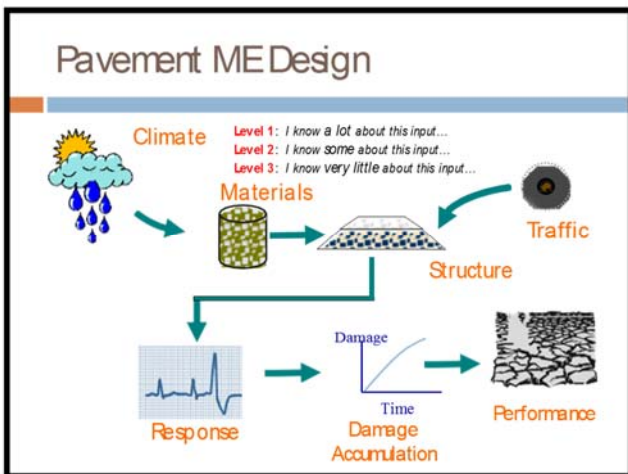 Pavement ME Design
Climate
Level 1: I know a lot about this input...
Level 2: I know some about this input...
Level 3: I know very little about this input...
Materials
Traffic
Structure
Damage
Time
Response
Damage
Accumulation
Performance